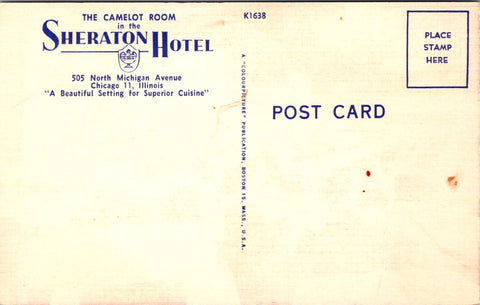 THE CAMELOT ROOM
in the
SHERATON HOTEL
505 North Michigan Avenue
Chicago 11, Illinois
"A Beautiful Setting for Superior Cuisine"
K1638
A "COLOURPICTURE" PUBLICATION, BOSTON 15, MASS., U.S.A.
POST CARD
PLACE
STAMP
HERE